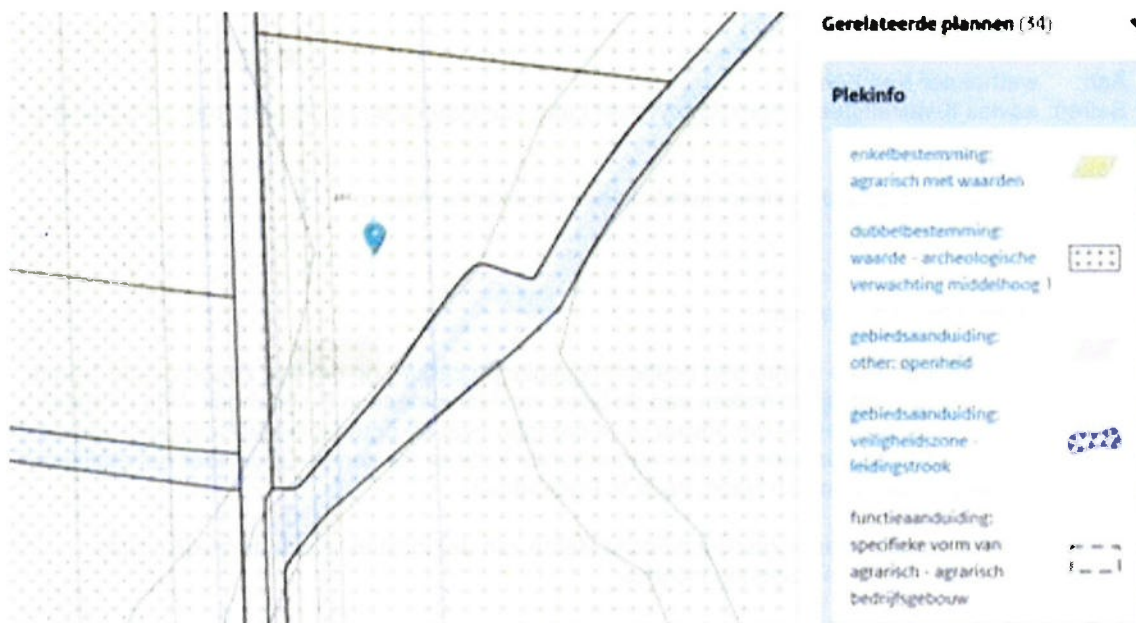 Gerelateerde plannen (34)
Plekinfo
enkelbestemming:
agrarisch met waarden
dubbelbestemming:
waarde - archeologische
verwachting middelhoog 1
gebiedsaanduiding:
other: openheid
gebiedsaanduiding:
veiligheidszone -
leidingstrook
functieaanduiding:
specifieke vorm van
agrarisch - agrarisch
bedrijfsgebouw